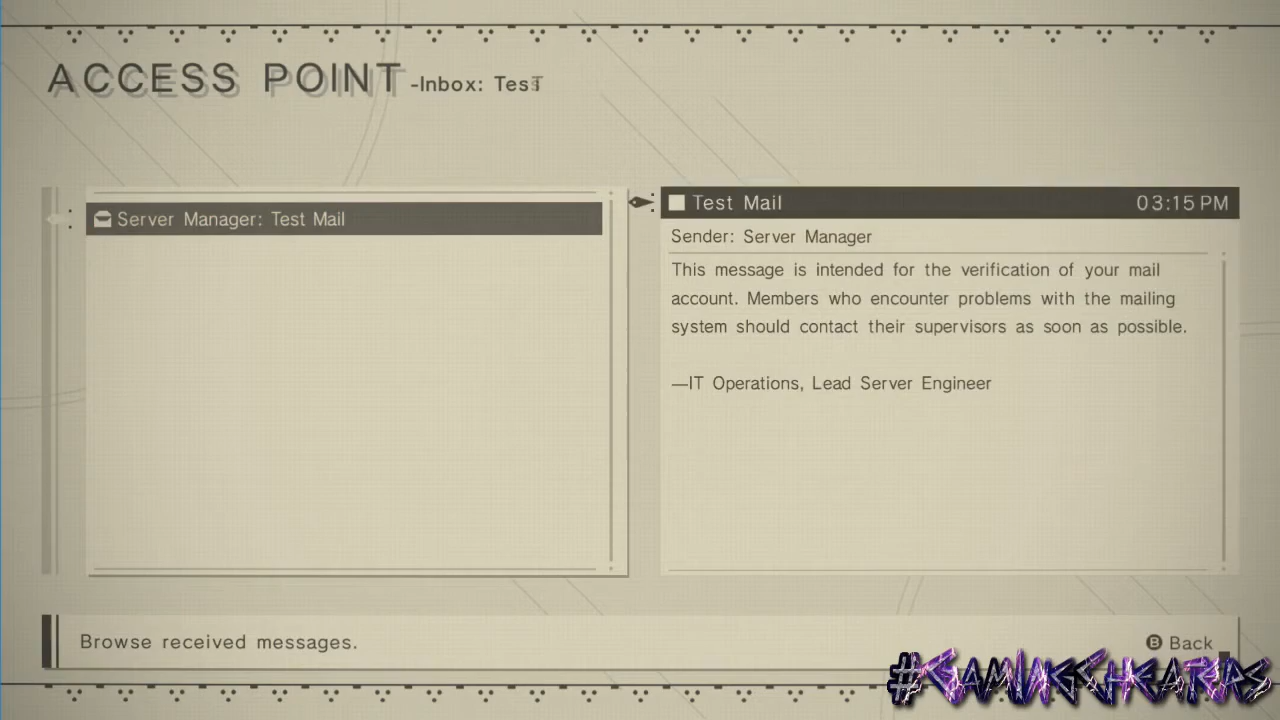 ACCESS POINT -Inbox: Test
Server Manager: Test Mail
Test Mail 03:15 PM
Sender: Server Manager
This message is intended for the verification of your mail
account. Members who encounter problems with the mailing
system should contact their supervisors as soon as possible.
—IT Operations, Lead Server Engineer
Browse received messages.
B Back
#GamingCheaters